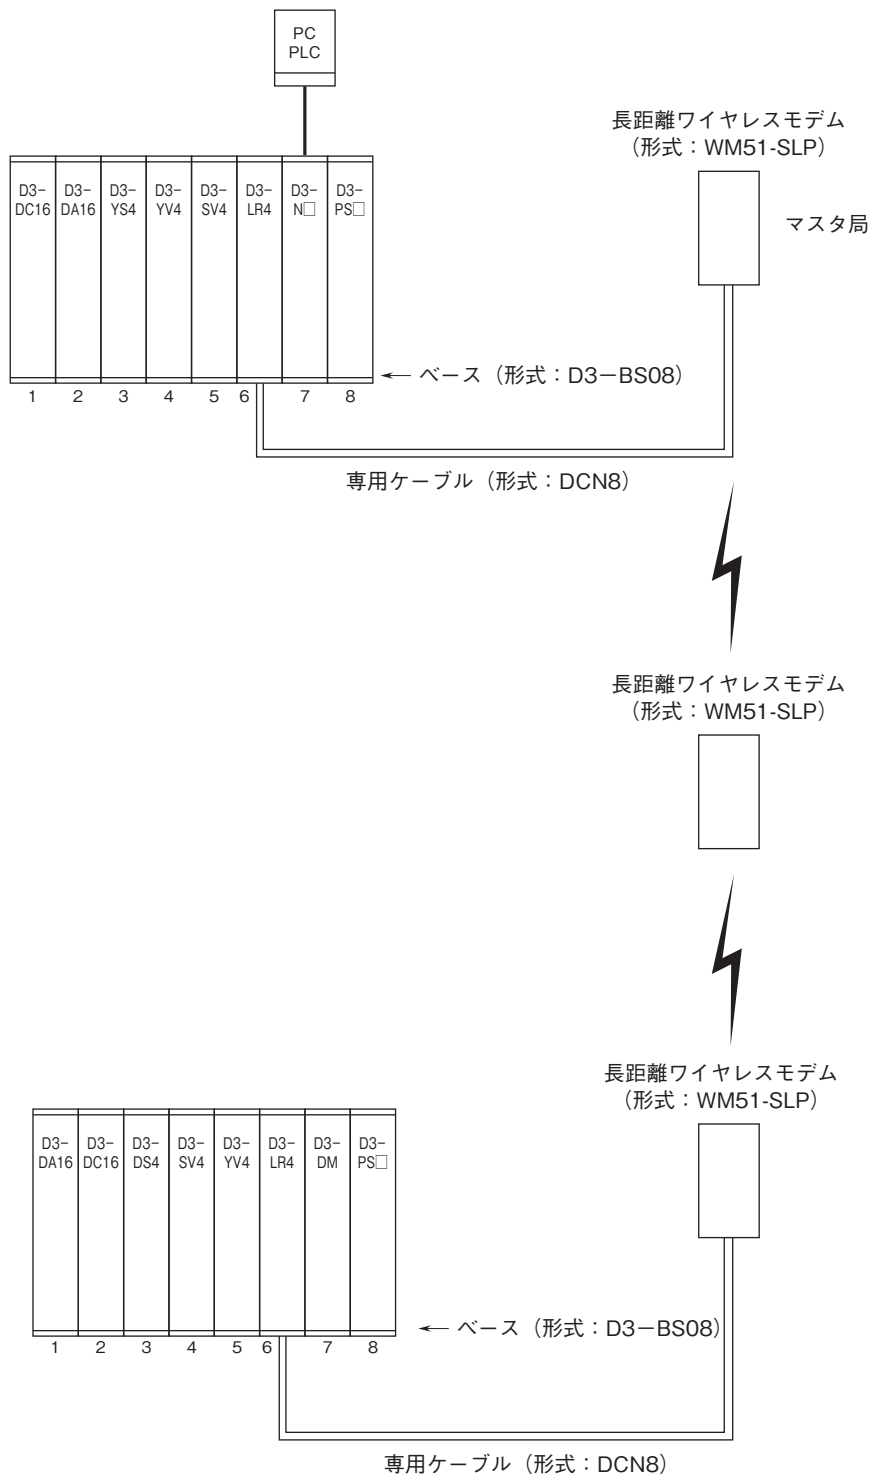 PC
PLC
長距離ワイヤレスモデム
（形式：WM51-SLP）
マスタ局
D3−
DC16
D3−
DA16
D3−
YS4
D3−
YV4
D3−
SV4
D3−
LR4
D3−
N□
D3−
PS□
ベース（形式：D3−BS08）
1 2 3 4 5 6 7 8
専用ケーブル（形式：DCN8）
長距離ワイヤレスモデム
（形式：WM51-SLP）
長距離ワイヤレスモデム
（形式：WM51-SLP）
D3−
DA16
D3−
DC16
D3−
DS4
D3−
SV4
D3−
YV4
D3−
LR4
D3−
DM
D3−
PS□
ベース（形式：D3−BS08）
1 2 3 4 5 6 7 8
専用ケーブル（形式：DCN8）